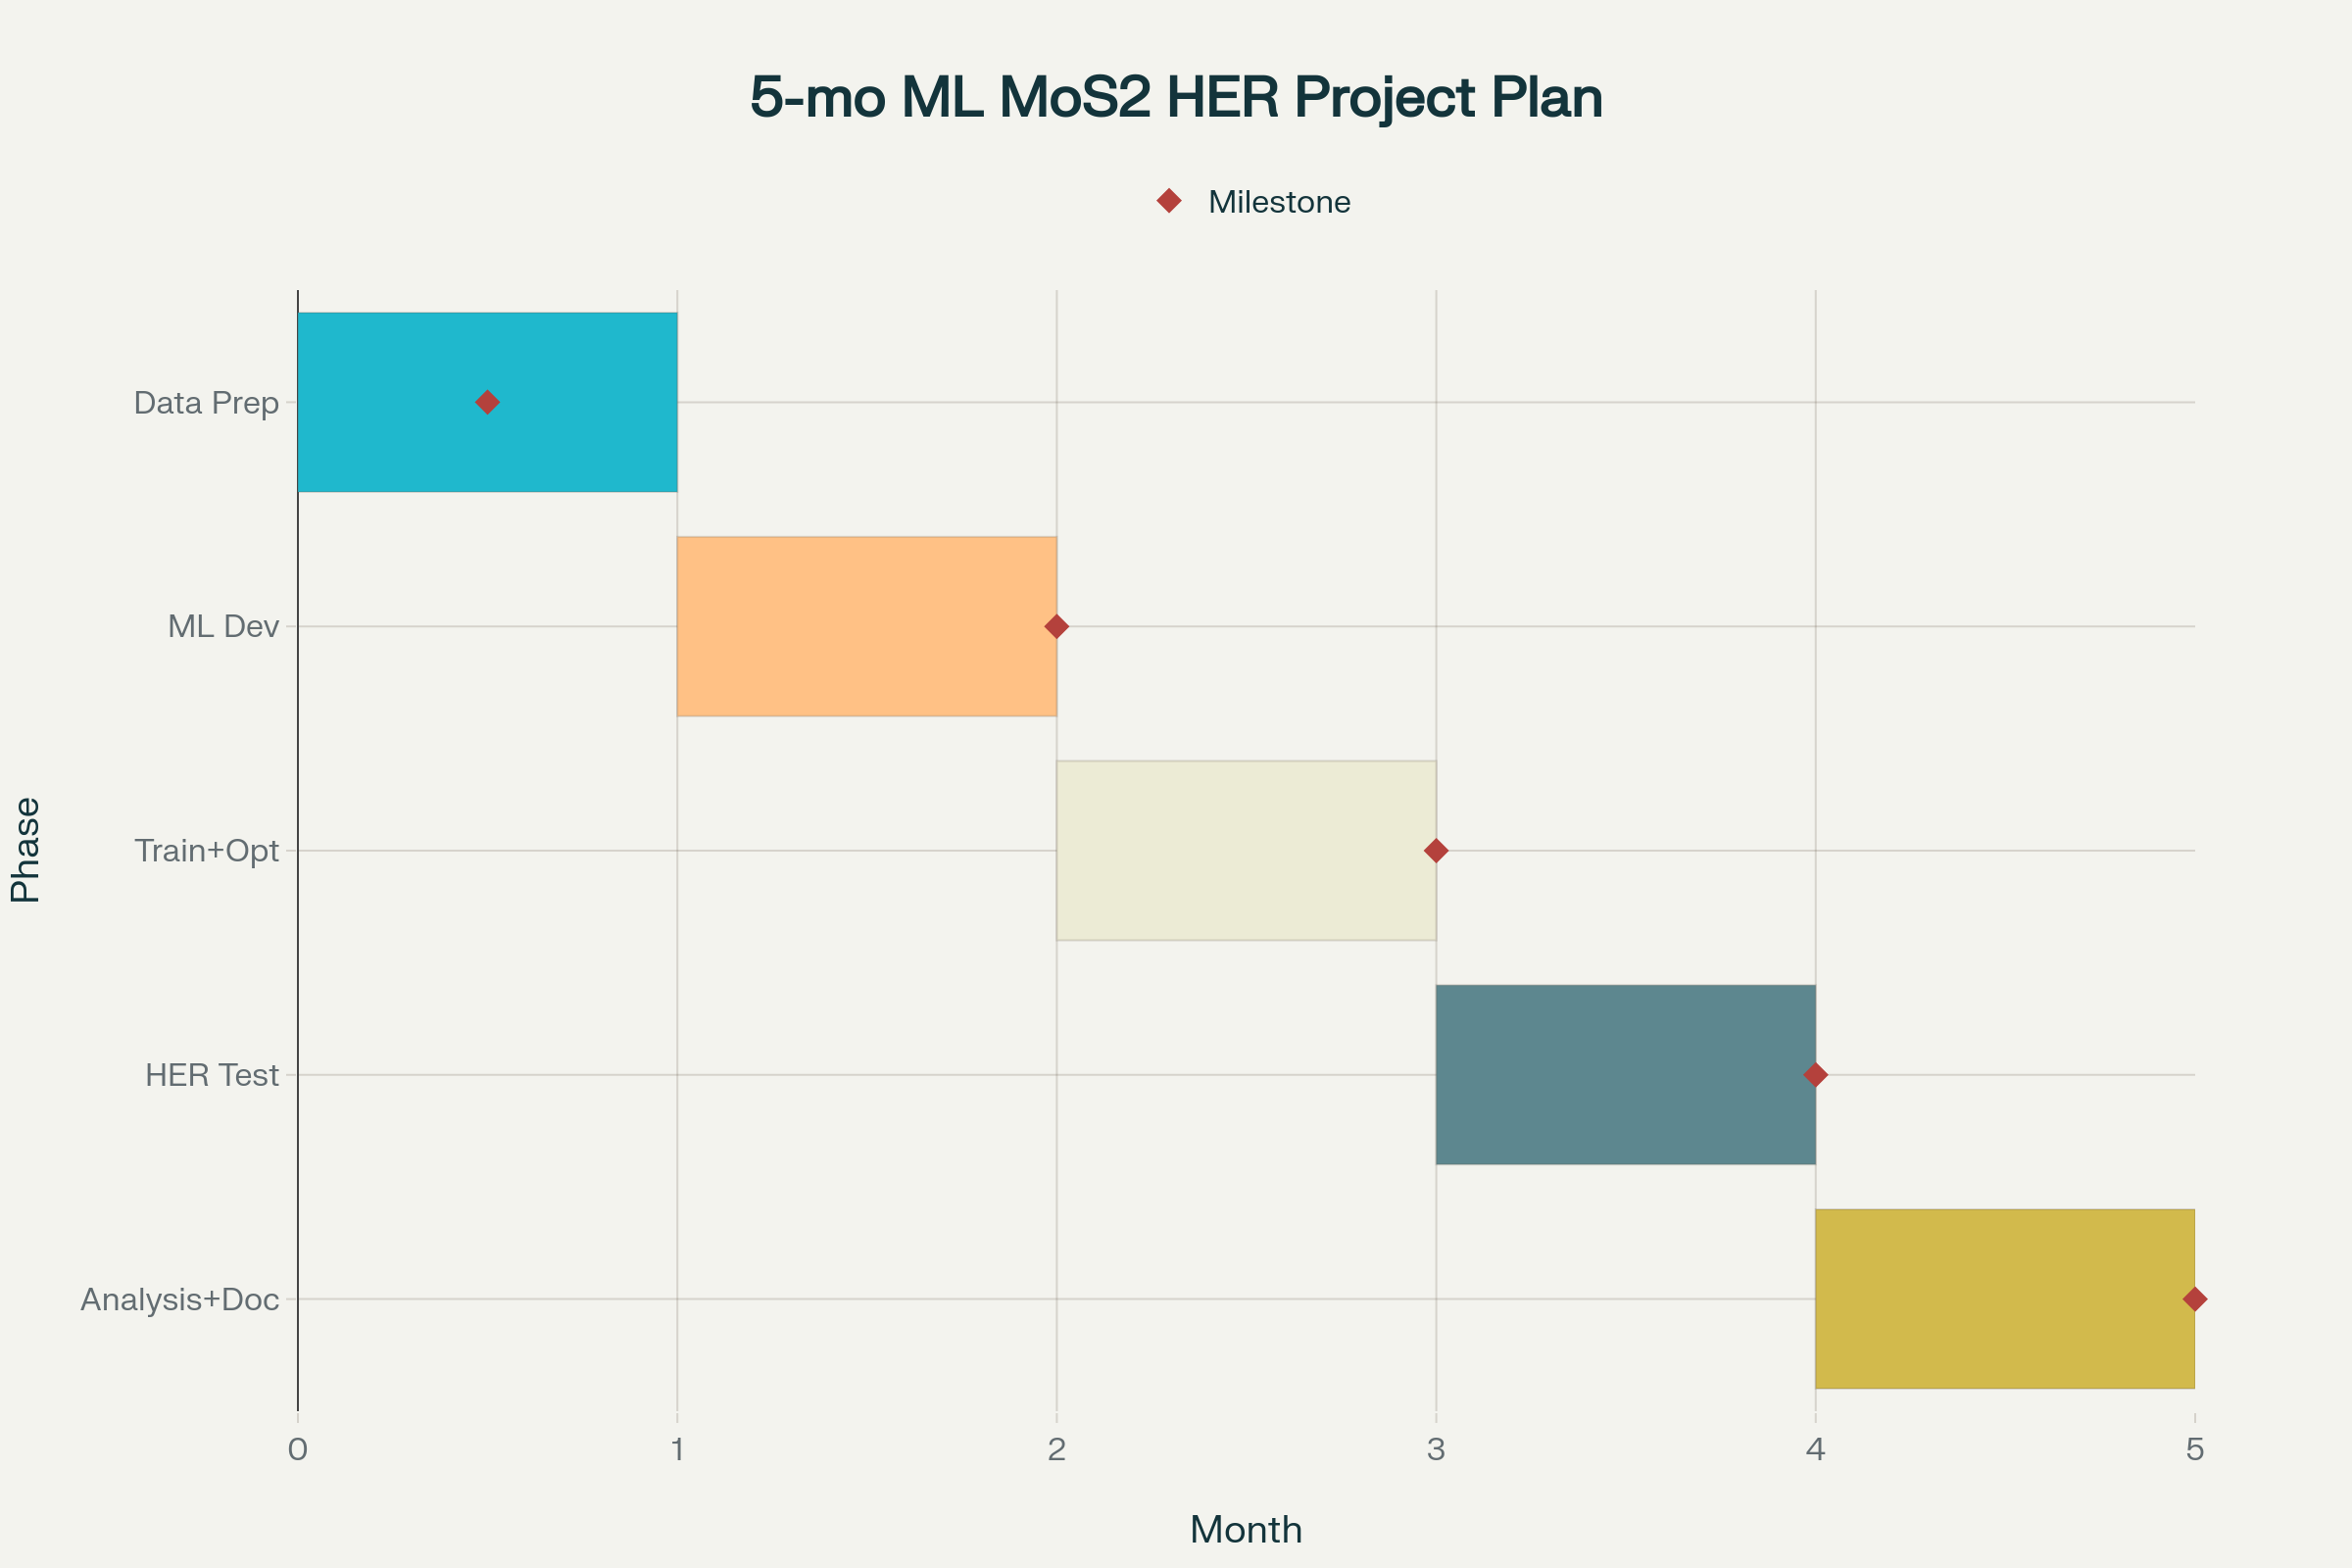 5-mo ML MoS2 HER Project Plan
Milestone
Phase
Data Prep
ML Dev
Train+Opt
HER Test
Analysis+Doc
0 1 2 3 4 5
Month